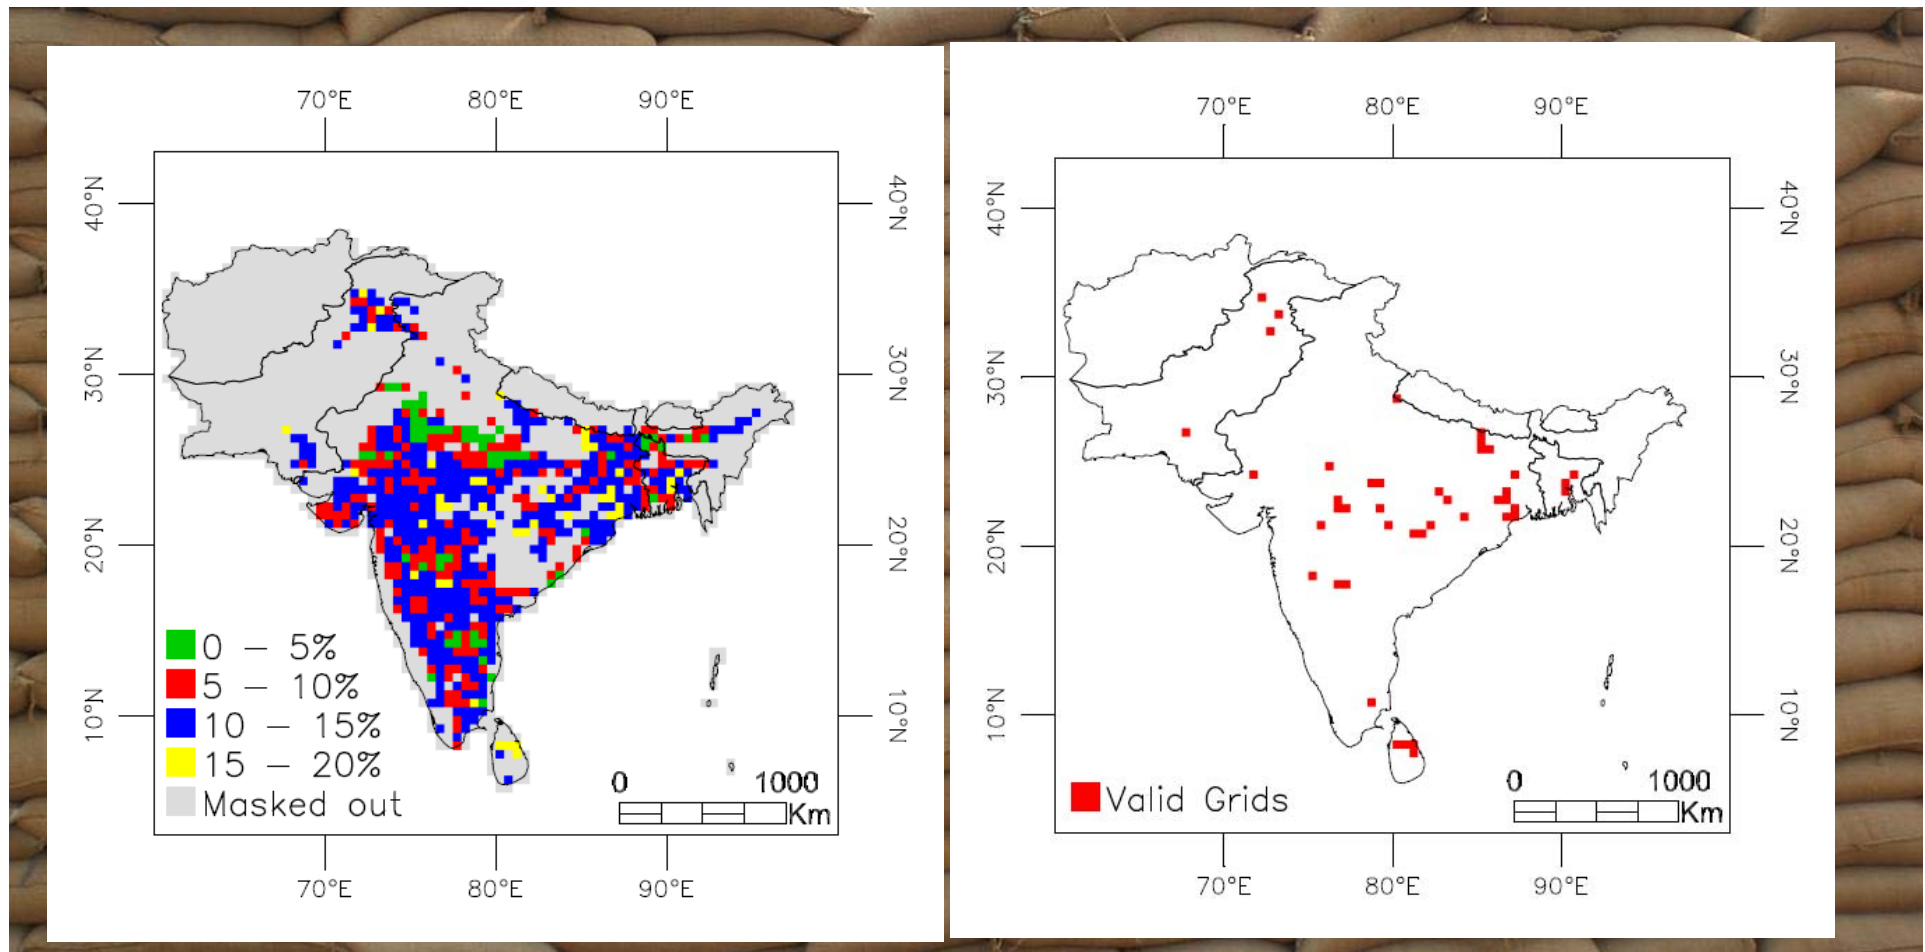 70°E 80°E 90°E
40°N 40°N
30°N 30°N
20°N 20°N
10°N 10°N
0 – 5%
5 – 10%
10 – 15%
15 – 20%
Masked out
0 1000
Km
70°E 80°E 90°E
70°E 80°E 90°E
40°N 40°N
30°N 30°N
20°N 20°N
10°N 10°N
Valid Grids
0 1000
Km
70°E 80°E 90°E